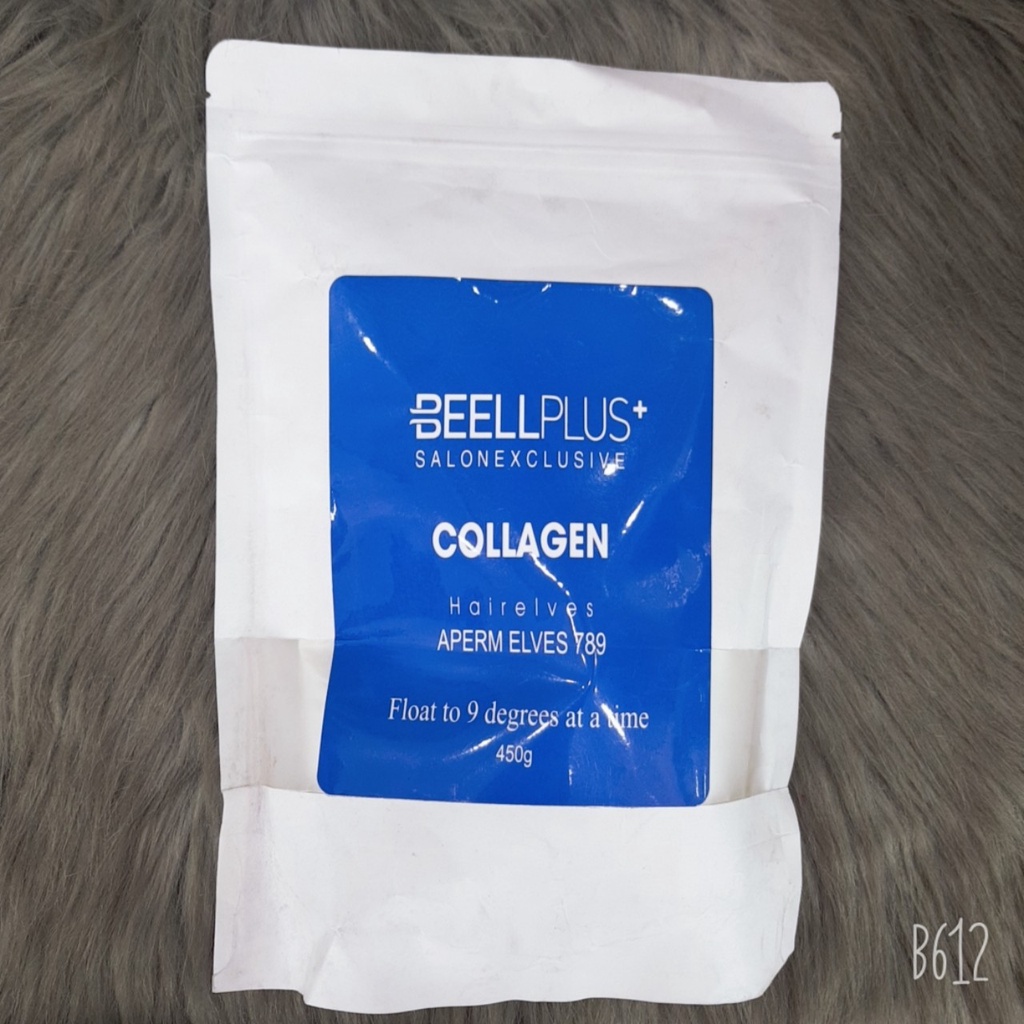 BEELLPLUS+
SALONEXCLUSIVE
COLLAGEN
Hairelves
APERM ELVES 789
Float to 9 degrees at a time
450g
B612